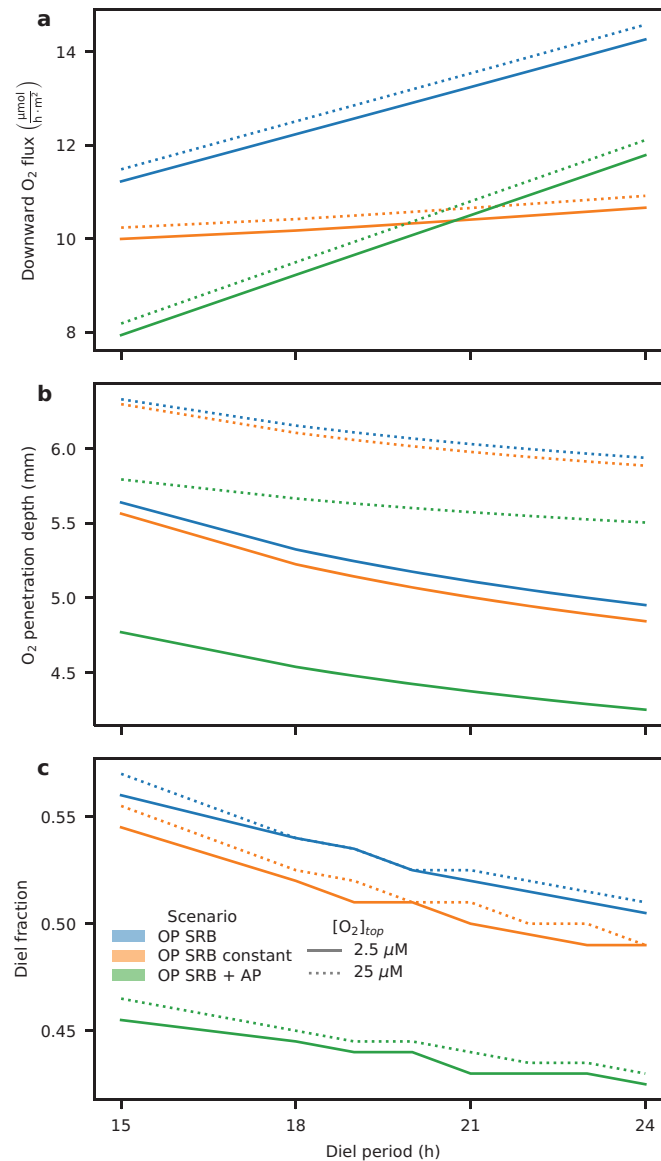 a
14
12
10
8
Downward O₂ flux (μmol / h·m²)
b
6.0
5.5
5.0
4.5
O₂ penetration depth (mm)
c
0.55
0.50
0.45
Diel fraction
Scenario
OP SRB
OP SRB constant
OP SRB + AP
[O₂]top
2.5 μM
25 μM
15 18 21 24
Diel period (h)